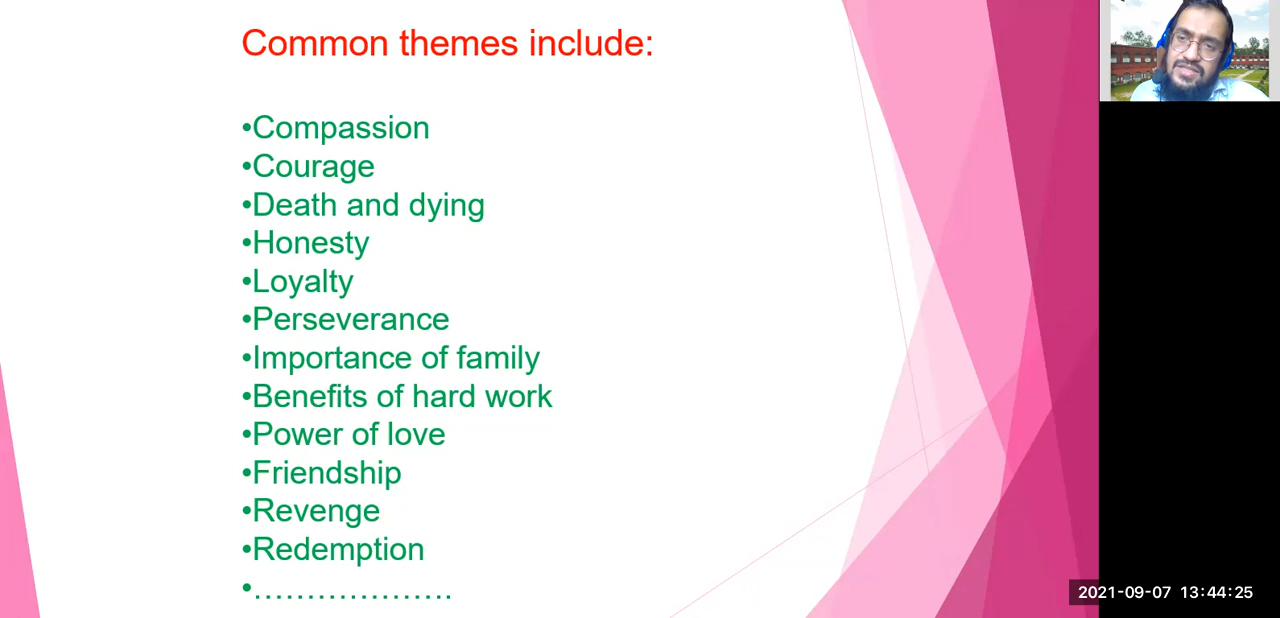 Common themes include:
•Compassion
•Courage
•Death and dying
•Honesty
•Loyalty
•Perseverance
•Importance of family
•Benefits of hard work
•Power of love
•Friendship
•Revenge
•Redemption
•...................
2021-09-07 13:44:25